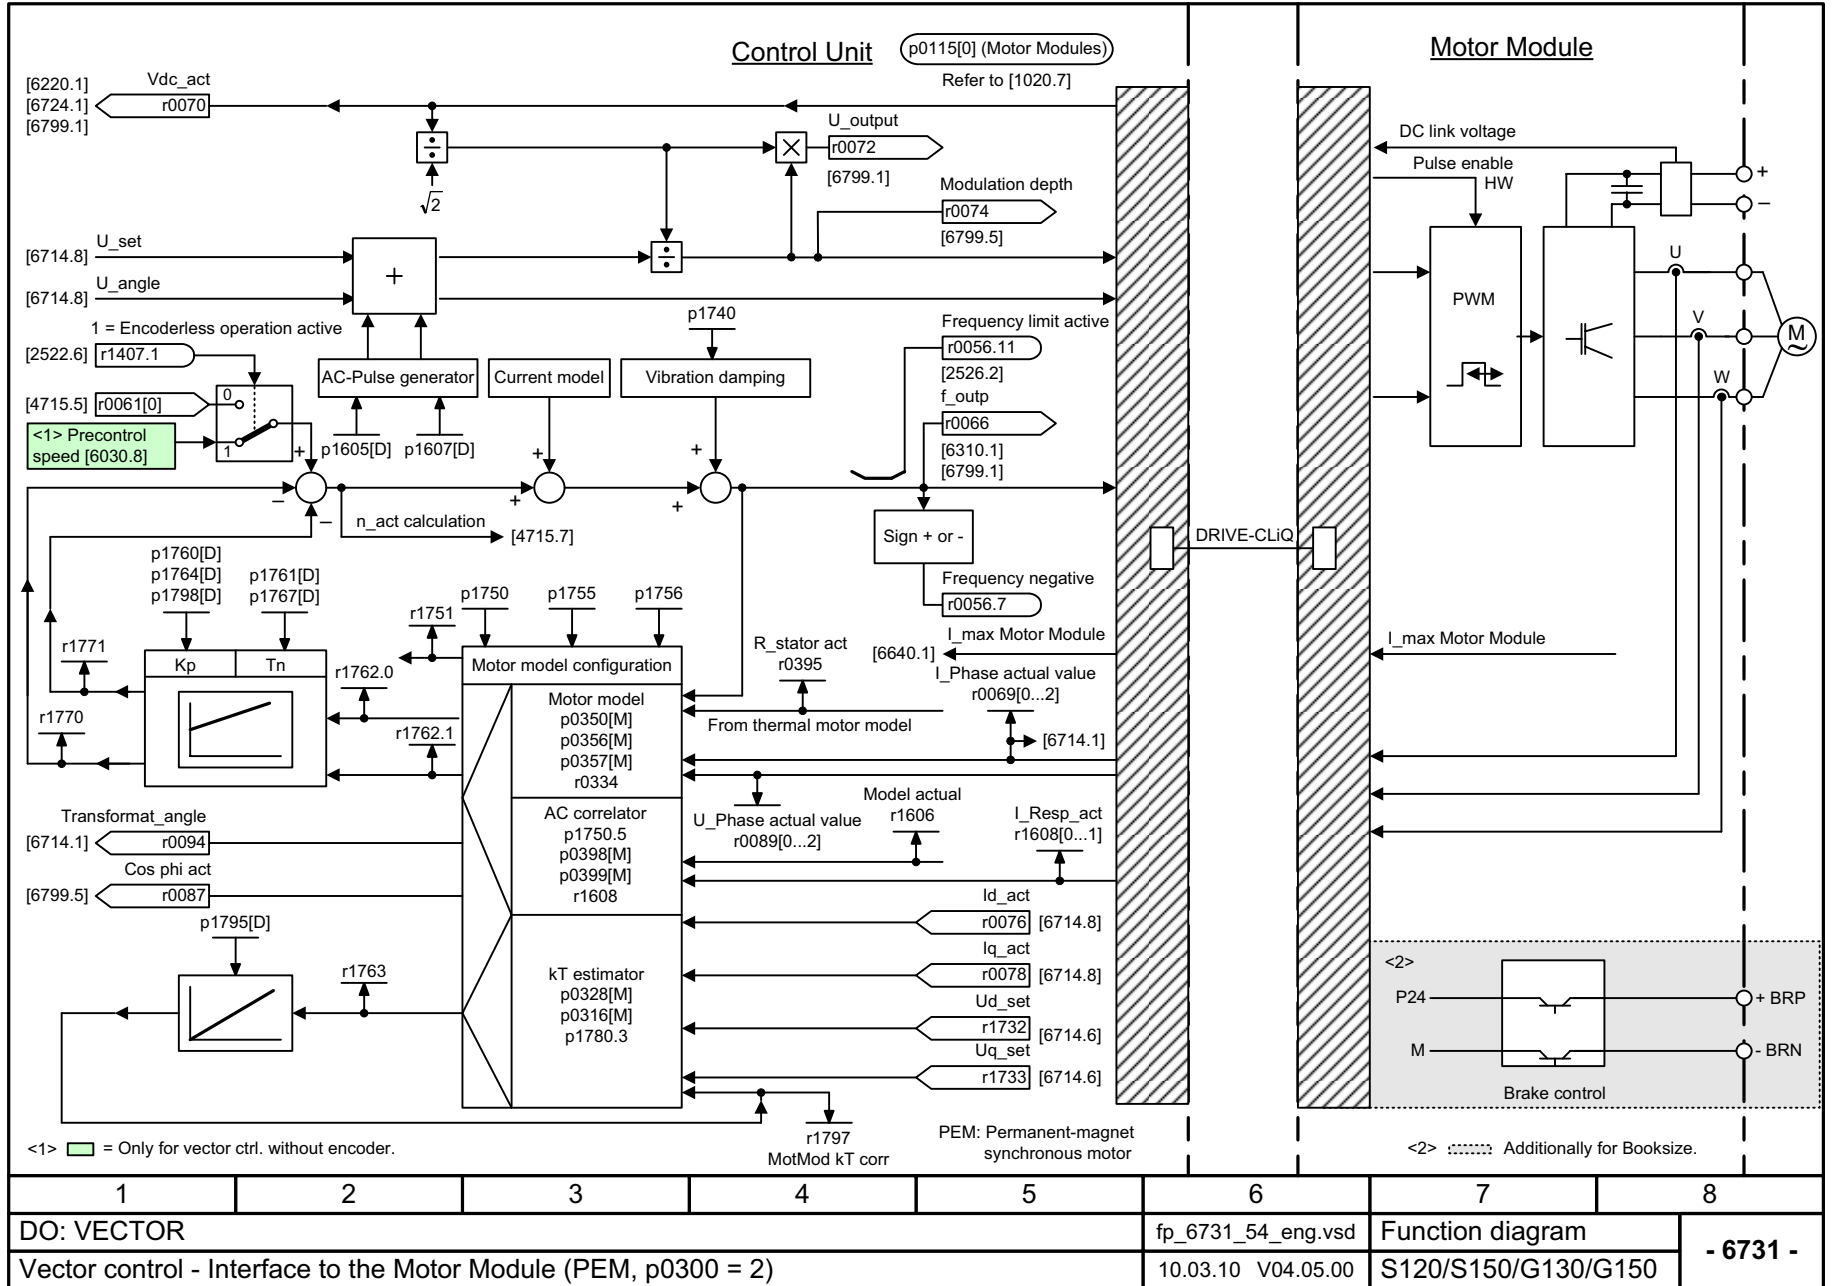 Control Unit
p0115[0] (Motor Modules)
Refer to [1020.7]
Motor Module
[6220.1]
[6724.1]
[6799.1]
Vdc_act
r0070
÷
√2
U_output
r0072
[6799.1]
Modulation depth
r0074
[6799.5]
[6714.8]
U_set
[6714.8]
U_angle
+
÷
1 = Encoderless operation active
[2522.6]
r1407.1
[4715.5]
r0061[0]
0
1
<1> Precontrol
speed [6030.8]
AC-Pulse generator
p1605[D]
p1607[D]
Current model
p1740
Vibration damping
Frequency limit active
r0056.11
[2526.2]
f_outp
r0066
[6310.1]
[6799.1]
+
–
–
+
+
+
+
n_act calculation
[4715.7]
Sign + or -
Frequency negative
r0056.7
DRIVE-CLiQ
p1760[D]
p1764[D]
p1798[D]
p1761[D]
p1767[D]
Kp
Tn
r1771
r1770
r1751
r1762.0
r1762.1
p1750
p1755
p1756
Motor model configuration
Motor model
p0350[M]
p0356[M]
p0357[M]
r0334
AC correlator
p1750.5
p0398[M]
p0399[M]
r1608
kT estimator
p0328[M]
p0316[M]
p1780.3
R_stator act
r0395
From thermal motor model
I_max Motor Module
[6640.1]
I_Phase actual value
r0069[0...2]
[6714.1]
U_Phase actual value
r0089[0...2]
Model actual
r1606
I_Resp_act
r1608[0...1]
Id_act
r0076
[6714.8]
Iq_act
r0078
[6714.8]
Ud_set
r1732
[6714.6]
Uq_set
r1733
[6714.6]
r1797
MotMod kT corr
Transformat_angle
[6714.1]
r0094
Cos phi act
[6799.5]
r0087
p1795[D]
r1763
DC link voltage
Pulse enable
HW
PWM
+
–
U
V
W
M
~
I_max Motor Module
<2>
P24
M
Brake control
+ BRP
- BRN
<1> = Only for vector ctrl. without encoder.
PEM: Permanent-magnet
synchronous motor
<2> Additionally for Booksize.
1 2 3 4 5 6 7 8
DO: VECTOR
fp_6731_54_eng.vsd
Function diagram
- 6731 -
Vector control - Interface to the Motor Module (PEM, p0300 = 2)
10.03.10 V04.05.00
S120/S150/G130/G150